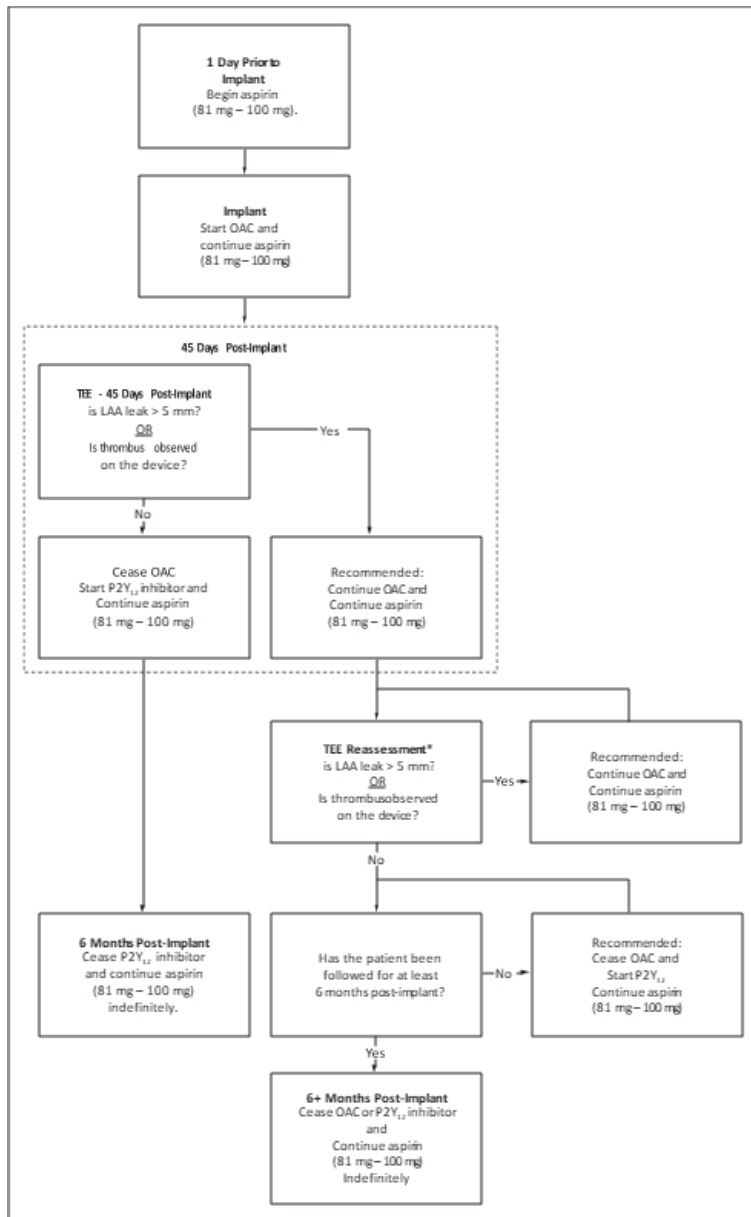 1 Day Prior to
Implant
Begin aspirin
(81 mg – 100 mg).
Implant
Start OAC and
continue aspirin
(81 mg – 100 mg)
45 Days Post-Implant
TEE - 45 Days Post-Implant
is LAA leak > 5 mm?
OR
Is thrombus observed
on the device?
Yes
No
Cease OAC
Start P2Y₁₂ inhibitor and
Continue aspirin
(81 mg – 100 mg)
Recommended:
Continue OAC and
Continue aspirin
(81 mg – 100 mg)
TEE Reassessment*
is LAA leak > 5 mm?
OR
Is thrombusobserved
on the device?
Yes
Recommended:
Continue OAC and
Continue aspirin
(81 mg – 100 mg)
No
6 Months Post-Implant
Cease P2Y₁₂ inhibitor
and continue aspirin
(81 mg – 100 mg)
indefinitely.
Has the patient been
followed for at least
6 months post-implant?
No
Recommended:
Cease OAC and
Start P2Y₁₂
Continue aspirin
(81 mg – 100 mg)
Yes
6+ Months Post-Implant
Cease OAC or P2Y₁₂ inhibitor
and
Continue aspirin
(81 mg – 100 mg)
Indefinitely